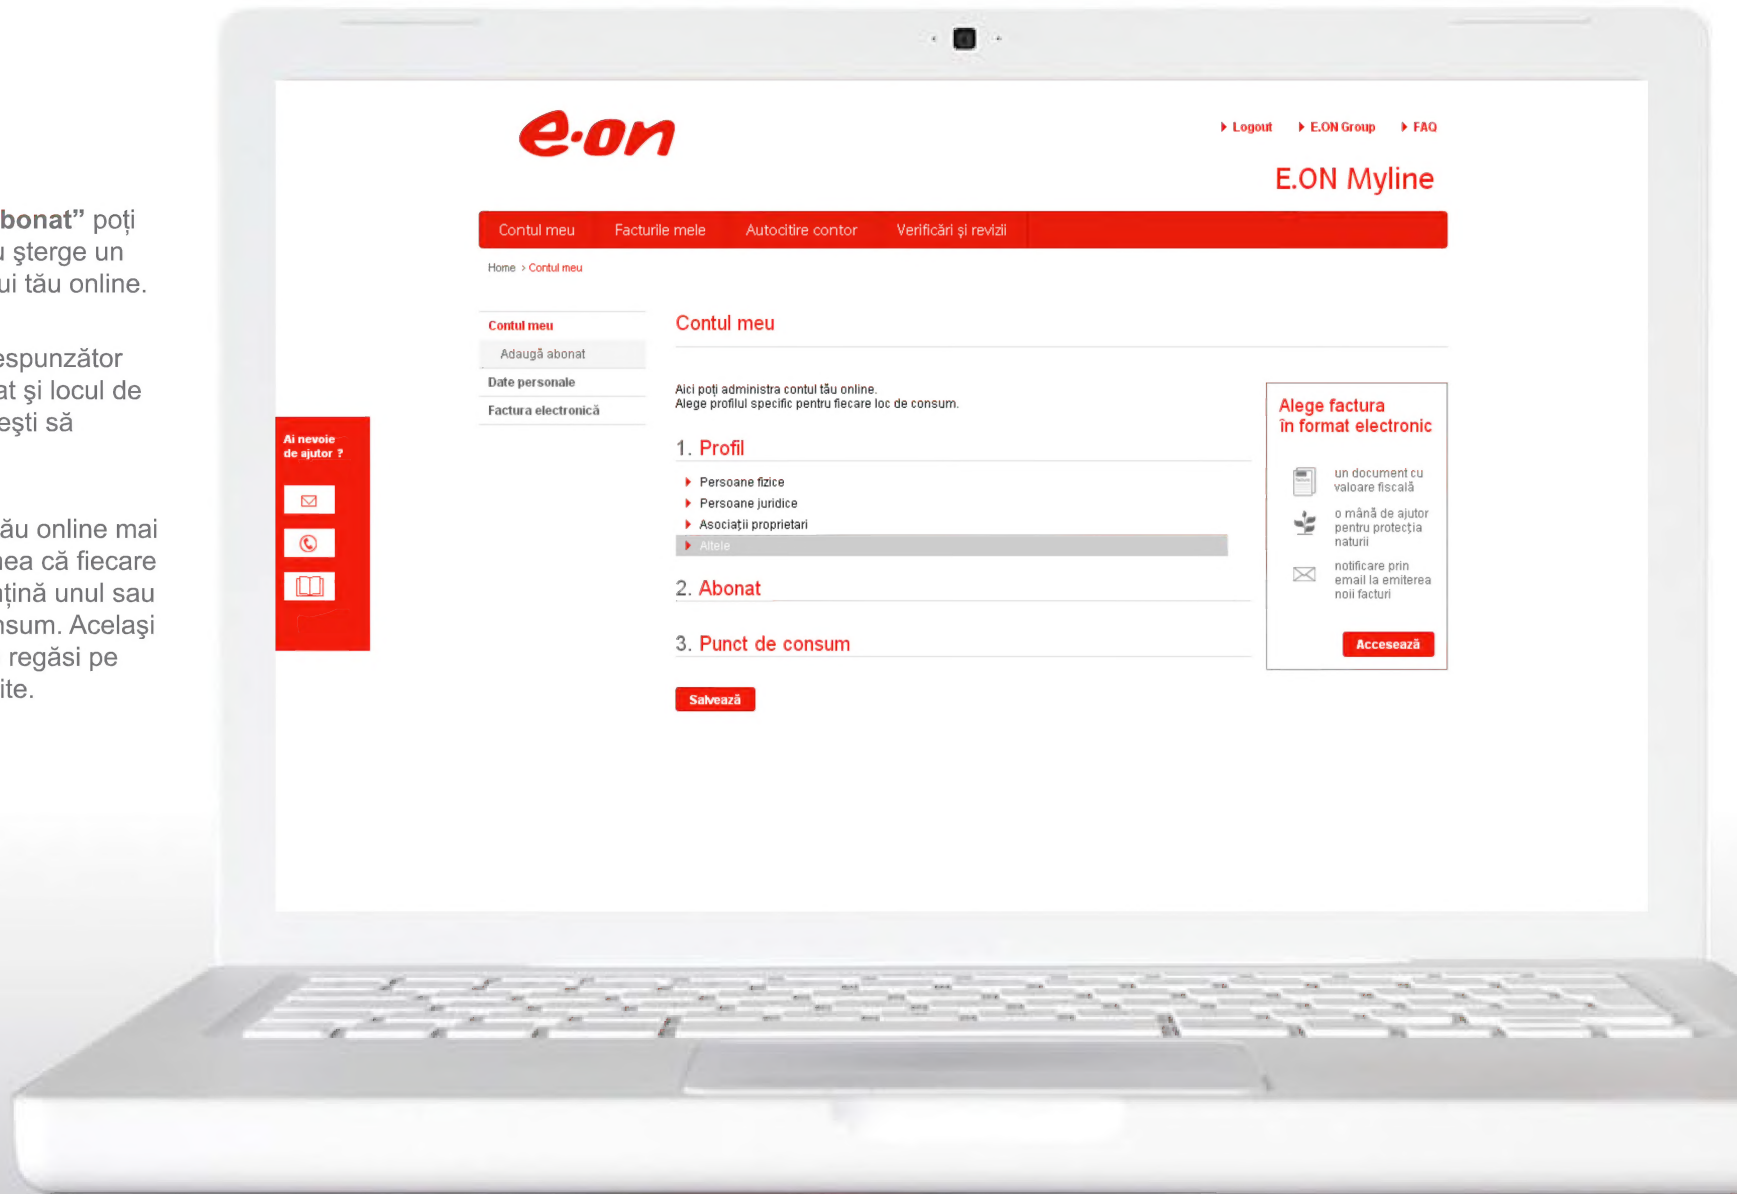 bonat” poți
u şterge un
ui tău online.
espunzător
at şi locul de
eşti să
ău online mai
nea că fiecare
nțină unul sau
nsum. Acelaşi
regăsi pe
ite.
e·on
Logout E.ON Group FAQ
E.ON Myline
Contul meu Facturile mele Autocitire contor Verificări și revizii
Home › Contul meu
Contul meu
Adaugă abonat
Date personale
Factura electronică
Ai nevoie
de ajutor ?
Contul meu
Aici poți administra contul tău online.
Alege profilul specific pentru fiecare loc de consum.
1. Profil
Persoane fizice
Persoane juridice
Asociații proprietari
Altele
2. Abonat
3. Punct de consum
Salvează
Alege factura
în format electronic
un document cu
valoare fiscală
o mână de ajutor
pentru protecția
naturii
notificare prin
email la emiterea
noii facturi
Accesează